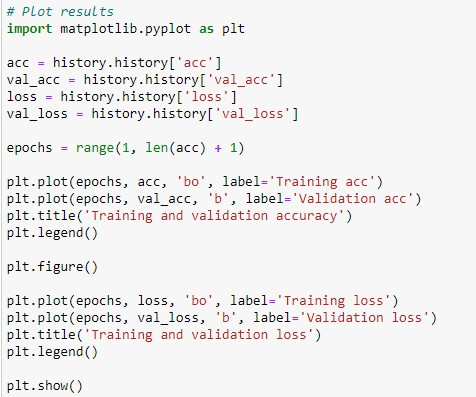 # Plot results
import matplotlib.pyplot as plt
acc = history.history['acc']
val_acc = history.history['val_acc']
loss = history.history['loss']
val_loss = history.history['val_loss']
epochs = range(1, len(acc) + 1)
plt.plot(epochs, acc, 'bo', label='Training acc')
plt.plot(epochs, val_acc, 'b', label='Validation acc')
plt.title('Training and validation accuracy')
plt.legend()
plt.figure()
plt.plot(epochs, loss, 'bo', label='Training loss')
plt.plot(epochs, val_loss, 'b', label='Validation loss')
plt.title('Training and validation loss')
plt.legend()
plt.show()